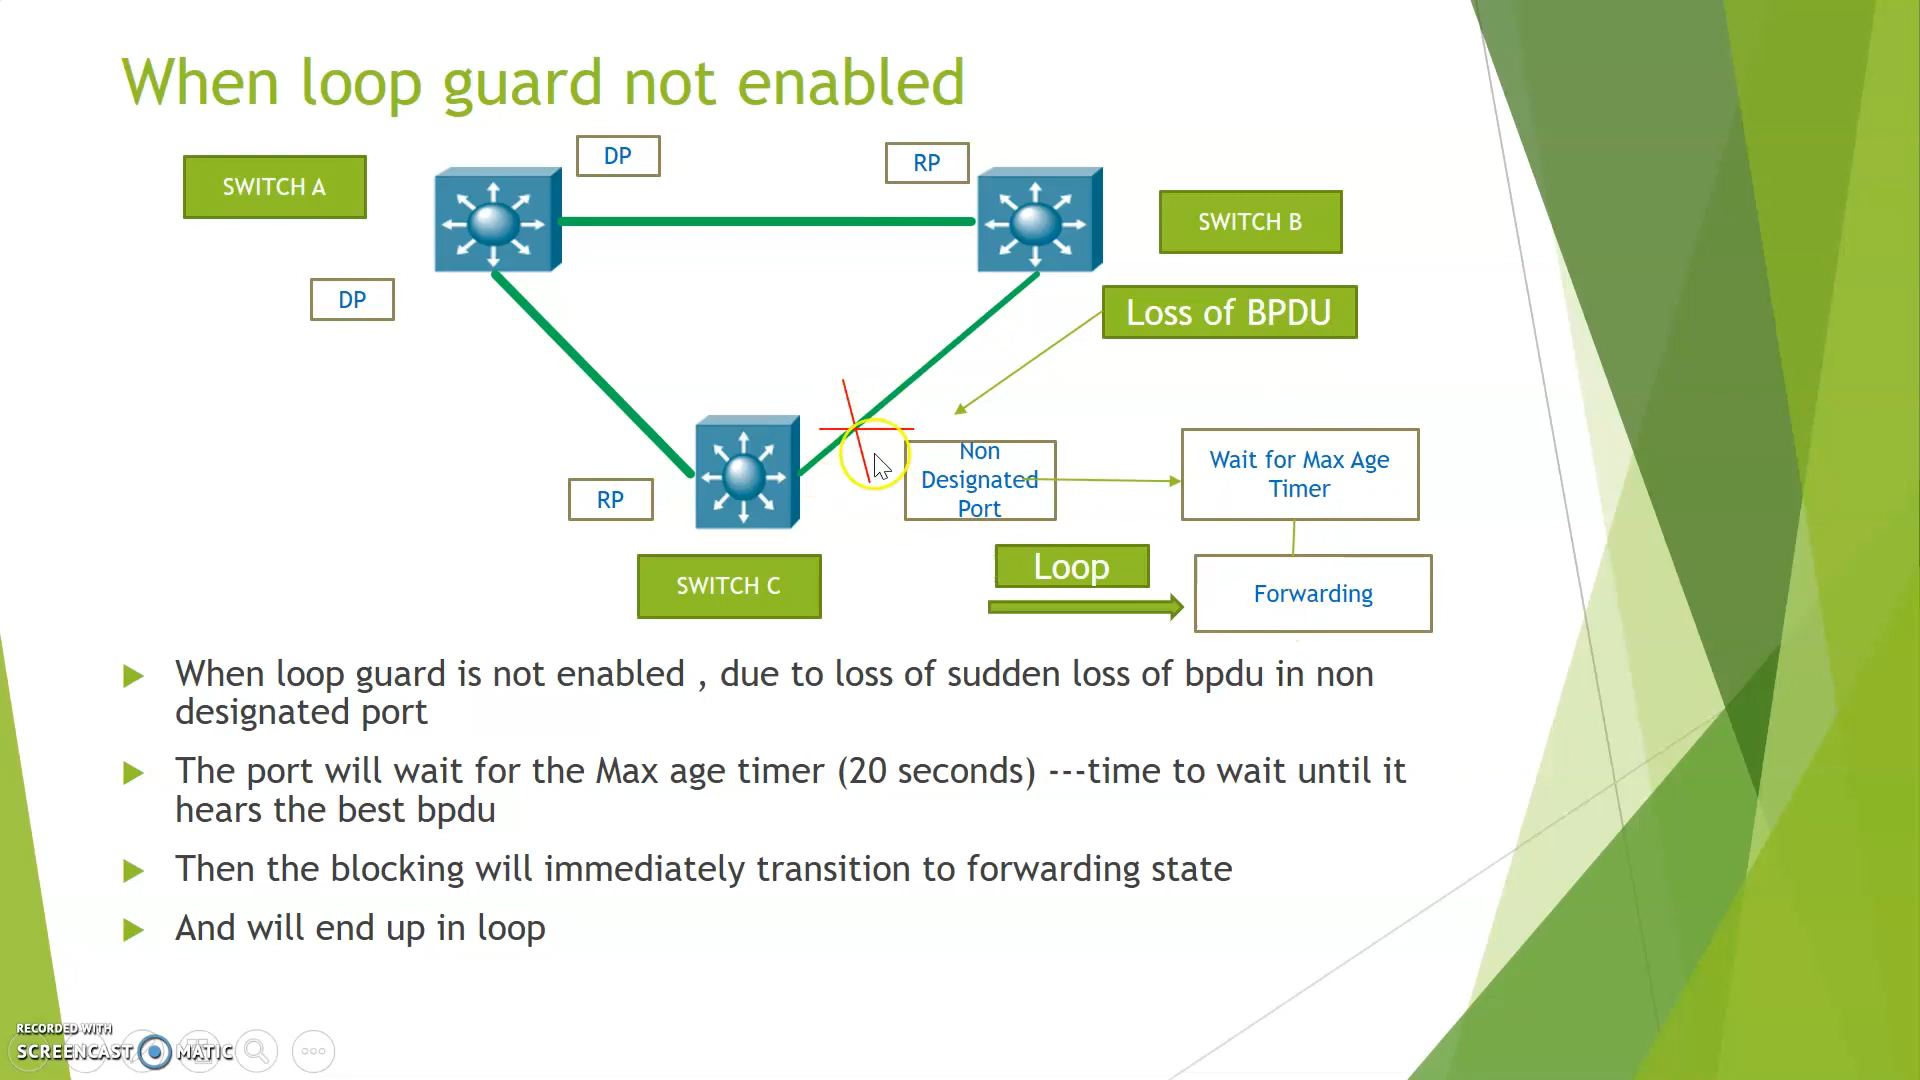 When loop guard not enabled
DP
RP
SWITCH A
SWITCH B
DP
Loss of BPDU
Non
Designated
Port
Wait for Max Age
Timer
RP
Loop
SWITCH C
Forwarding
When loop guard is not enabled , due to loss of sudden loss of bpdu in non
designated port
The port will wait for the Max age timer (20 seconds) ---time to wait until it
hears the best bpdu
Then the blocking will immediately transition to forwarding state
And will end up in loop
RECORDED WITH
SCREENCAST MATIC